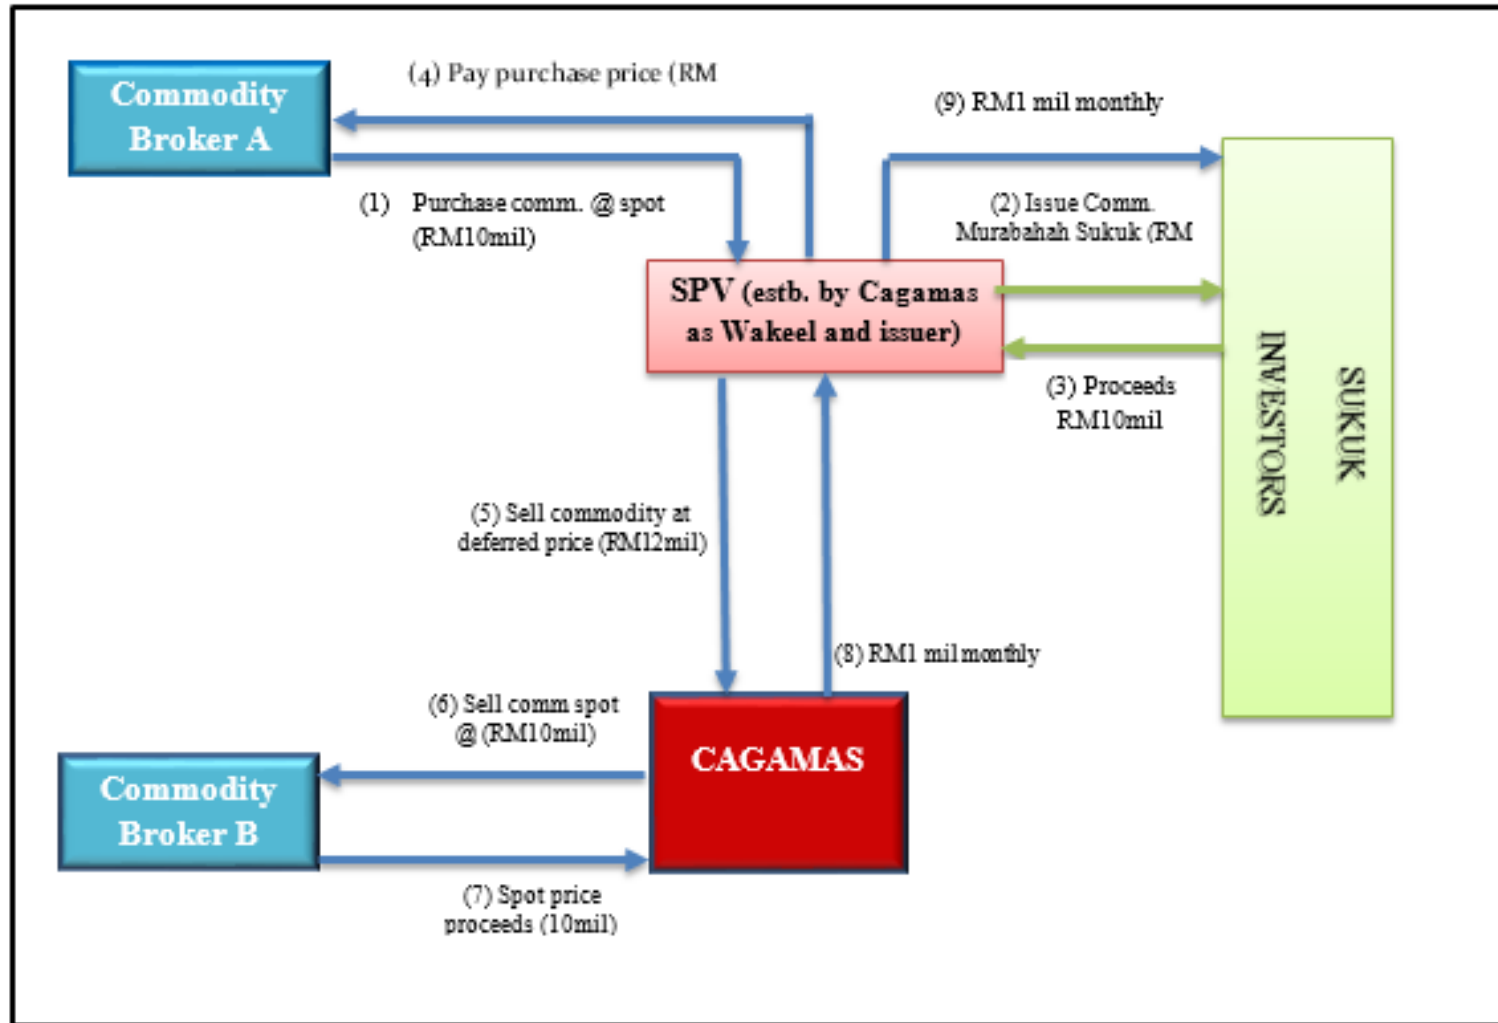 (4) Pay purchase price (RM
Commodity
Broker A
(9) RM1 mil monthly
(1) Purchase comm. @ spot
(RM10mil)
(2) Issue Comm.
Murabahah Sukuk (RM
SPV (estb. by Cagamas
as Wakeel and issuer)
(3) Proceeds
RM10mil
SUKUK
INVESTORS
(5) Sell commodity at
deferred price (RM12mil)
(8) RM1 mil monthly
(6) Sell comm spot
@ (RM10mil)
CAGAMAS
Commodity
Broker B
(7) Spot price
proceeds (10mil)